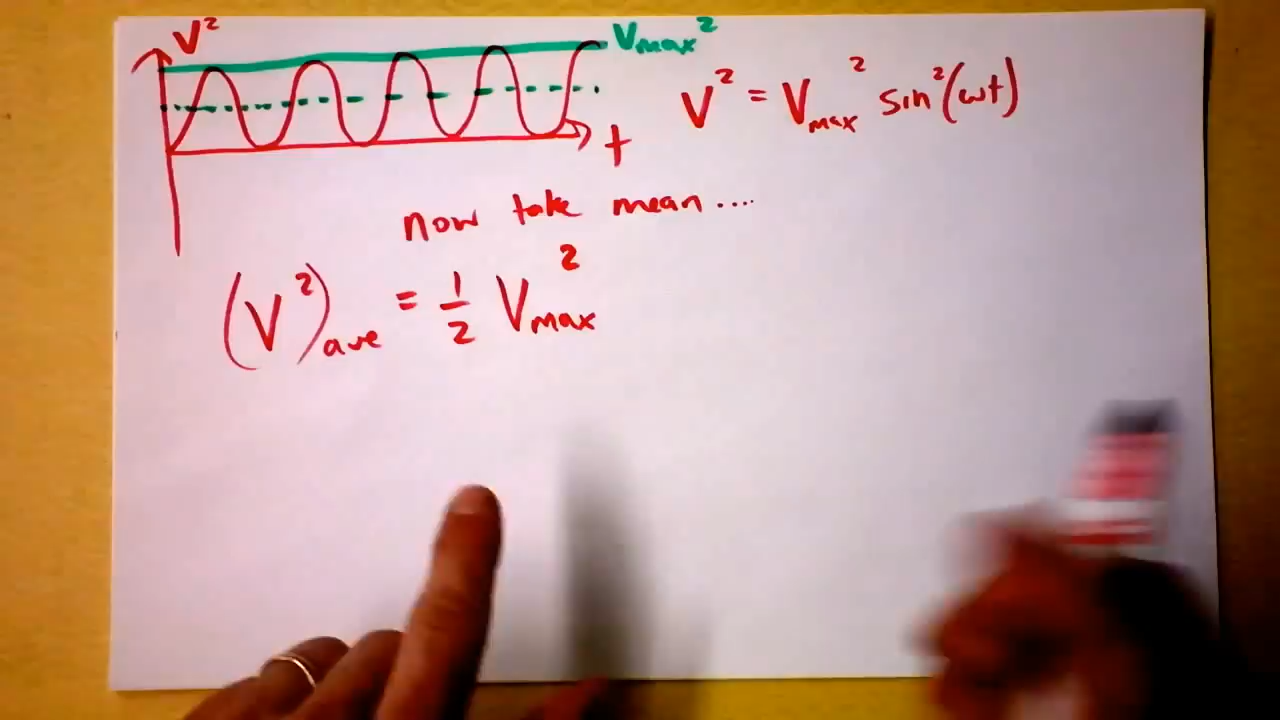 V²
Vmax²
V² = Vmax² sin²(ωt)
t
now take mean....
(V²)ave = 1/2 Vmax²